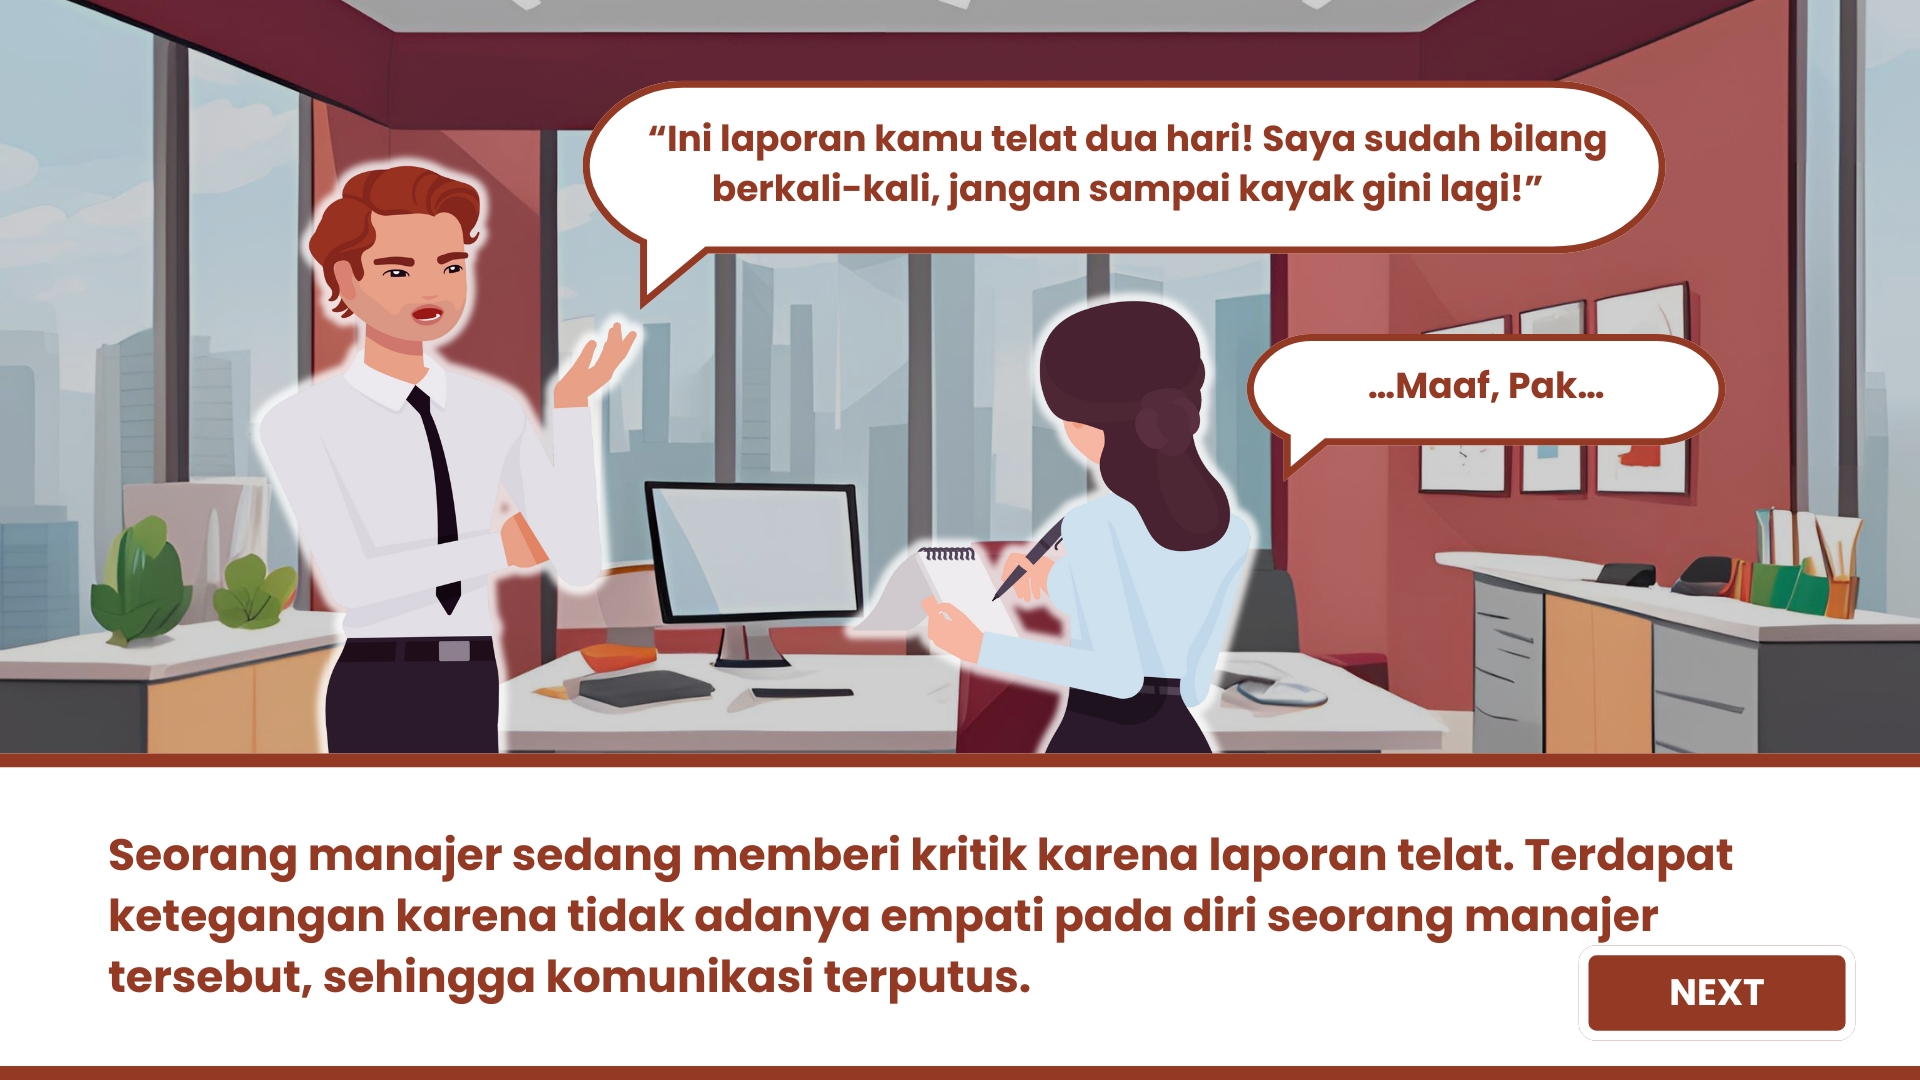 “Ini laporan kamu telat dua hari! Saya sudah bilang
berkali-kali, jangan sampai kayak gini lagi!”
...Maaf, Pak...
Seorang manajer sedang memberi kritik karena laporan telat. Terdapat
ketegangan karena tidak adanya empati pada diri seorang manajer
tersebut, sehingga komunikasi terputus.
NEXT